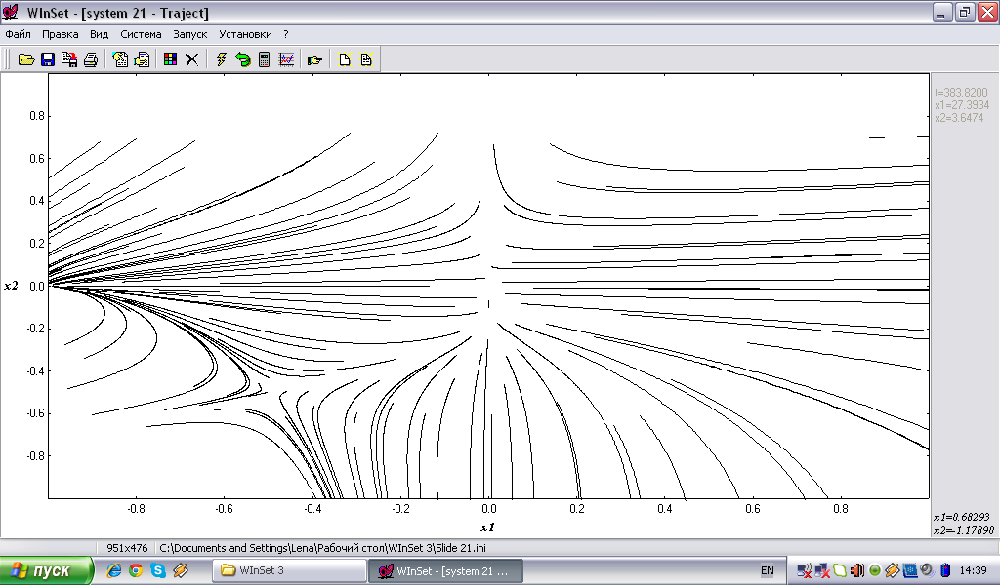 WInSet - [system 21 - Traject]
Файл Правка Вид Система Запуск Установки ?
t=383.8200
x1=27.3934
x2=3.6474
0.8
0.6
0.4
0.2
x2 0.0
-0.2
-0.4
-0.6
-0.8
-0.8 -0.6 -0.4 -0.2 0.0 0.2 0.4 0.6 0.8
x1
x1=0.68293
x2=-1.17890
951x476 C:\Documents and Settings\Lena\Рабочий стол\WInSet 3\Slide 21.ini
пуск WInSet 3 WInSet - [system 21 ... EN 14:39